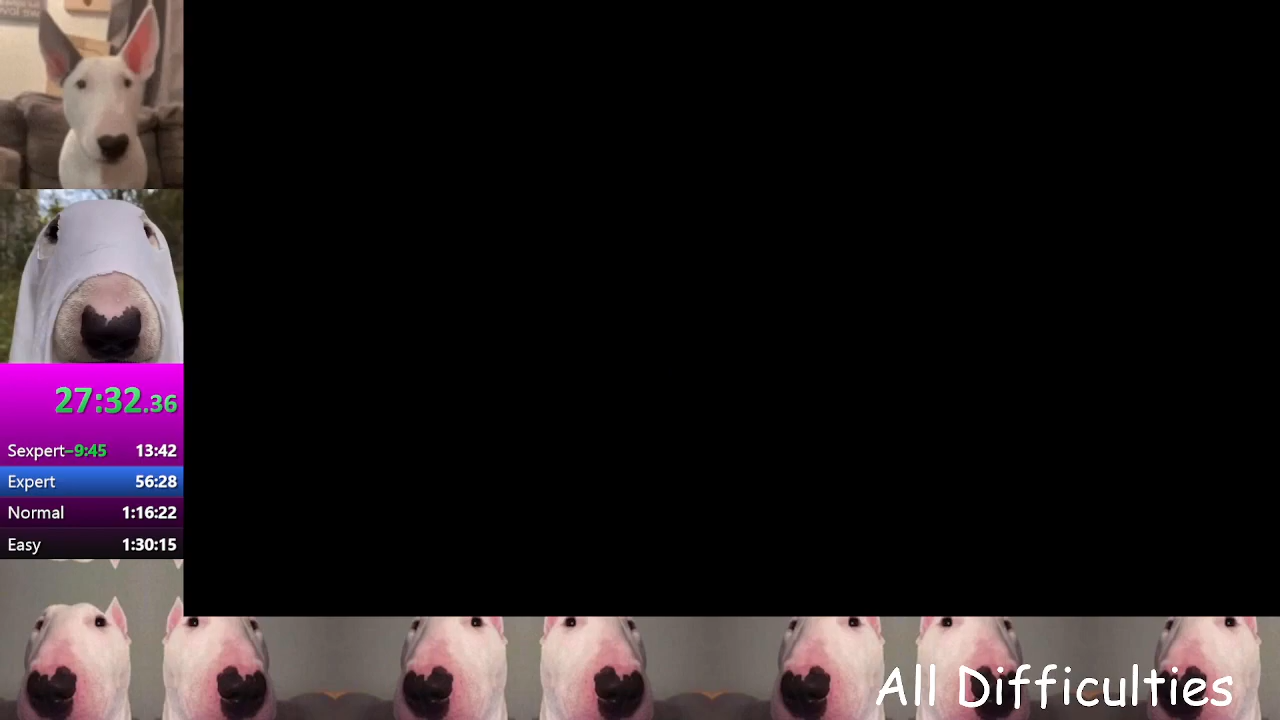 27:32.36
Sexpert -9:45 13:42
Expert 56:28
Normal 1:16:22
Easy 1:30:15
All Difficulties